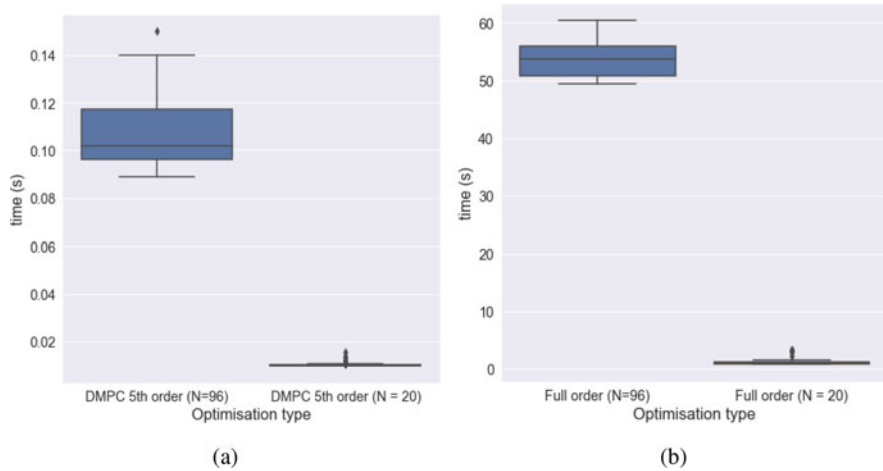 0.14
0.12
0.10
0.08
0.06
0.04
0.02
time (s)
DMPC 5th order (N=96)
DMPC 5th order (N = 20)
Optimisation type
(a)
60
50
40
30
20
10
0
time (s)
Full order (N=96)
Full order (N = 20)
Optimisation type
(b)